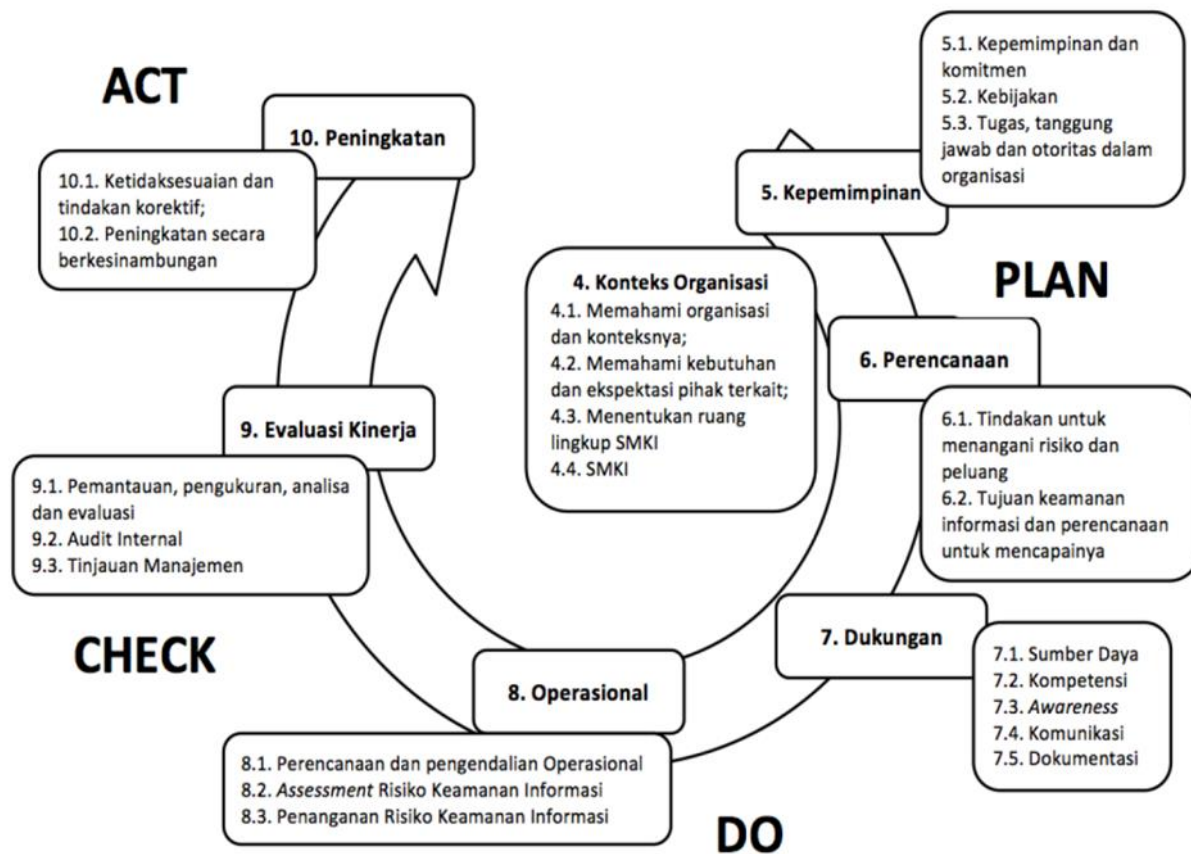 ACT
10. Peningkatan
10.1. Ketidaksesuaian dan
tindakan korektif;
10.2. Peningkatan secara
berkesinambungan
5.1. Kepemimpinan dan
komitmen
5.2. Kebijakan
5.3. Tugas, tanggung
jawab dan otoritas dalam
organisasi
5. Kepemimpinan
PLAN
4. Konteks Organisasi
4.1. Memahami organisasi
dan konteksnya;
4.2. Memahami kebutuhan
dan ekspektasi pihak terkait;
4.3. Menentukan ruang
lingkup SMKI
4.4. SMKI
6. Perencanaan
6.1. Tindakan untuk
menangani risiko dan
peluang
6.2. Tujuan keamanan
informasi dan perencanaan
untuk mencapainya
9. Evaluasi Kinerja
9.1. Pemantauan, pengukuran, analisa
dan evaluasi
9.2. Audit Internal
9.3. Tinjauan Manajemen
CHECK
7. Dukungan
7.1. Sumber Daya
7.2. Kompetensi
7.3. Awareness
7.4. Komunikasi
7.5. Dokumentasi
8. Operasional
8.1. Perencanaan dan pengendalian Operasional
8.2. Assessment Risiko Keamanan Informasi
8.3. Penanganan Risiko Keamanan Informasi
DO